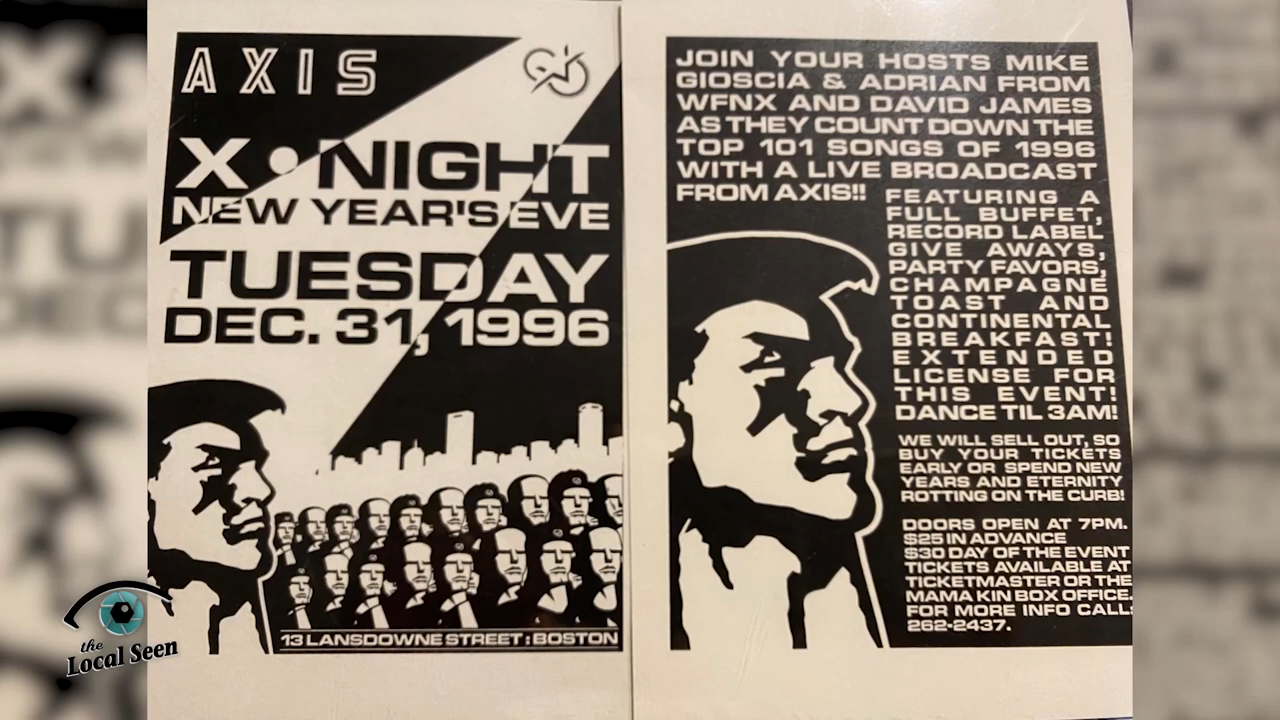 AXIS
X • NIGHT
NEW YEAR'S EVE
TUESDAY
DEC. 31, 1996
13 LANSDOWNE STREET : BOSTON
JOIN YOUR HOSTS MIKE
GIOSCIA & ADRIAN FROM
WFNX AND DAVID JAMES
AS THEY COUNT DOWN THE
TOP 101 SONGS OF 1996
WITH A LIVE BROADCAST
FROM AXIS!!
FEATURING A
FULL BUFFET,
RECORD LABEL
GIVE AWAYS,
PARTY FAVORS,
CHAMPAGNE
TOAST AND
CONTINENTAL
BREAKFAST!
EXTENDED
LICENSE FOR
THIS EVENT!
DANCE TIL 3AM!
WE WILL SELL OUT, SO
BUY YOUR TICKETS
EARLY OR SPEND NEW
YEARS AND ETERNITY
ROTTING ON THE CURB!
DOORS OPEN AT 7PM.
$25 IN ADVANCE
$30 DAY OF THE EVENT
TICKETS AVAILABLE AT
TICKETMASTER OR THE
MAMA KIN BOX OFFICE.
FOR MORE INFO CALL:
262-2437.
the
Local Seen